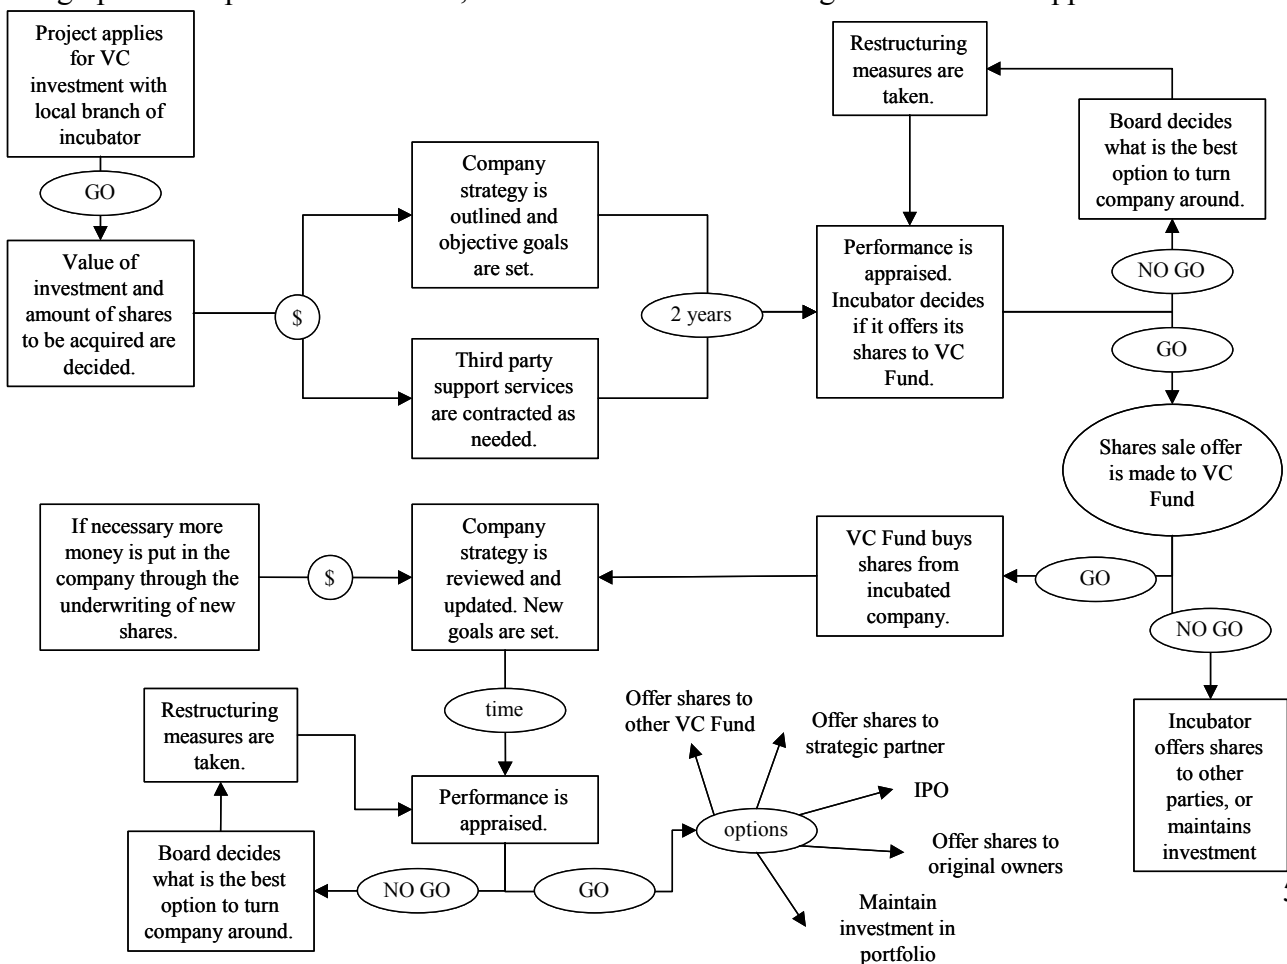 Project applies
for VC
investment with
local branch of
incubator
GO
Value of
investment and
amount of shares
to be acquired are
decided.
$
Company
strategy is
outlined and
objective goals
are set.
Third party
support services
are contracted as
needed.
2 years
Performance is
appraised.
Incubator decides
if it offers its
shares to VC
Fund.
Restructuring
measures are
taken.
Board decides
what is the best
option to turn
company around.
NO GO
GO
Shares sale offer
is made to VC
Fund
GO
NO GO
Incubator
offers shares
to other
parties, or
maintains
investment
VC Fund buys
shares from
incubated
company.
If necessary more
money is put in the
company through the
underwriting of new
shares.
$
Company
strategy is
reviewed and
updated. New
goals are set.
time
Performance is
appraised.
Restructuring
measures are
taken.
Board decides
what is the best
option to turn
company around.
NO GO
GO
options
Offer shares to
other VC Fund
Offer shares to
strategic partner
IPO
Offer shares to
original owners
Maintain
investment in
portfolio